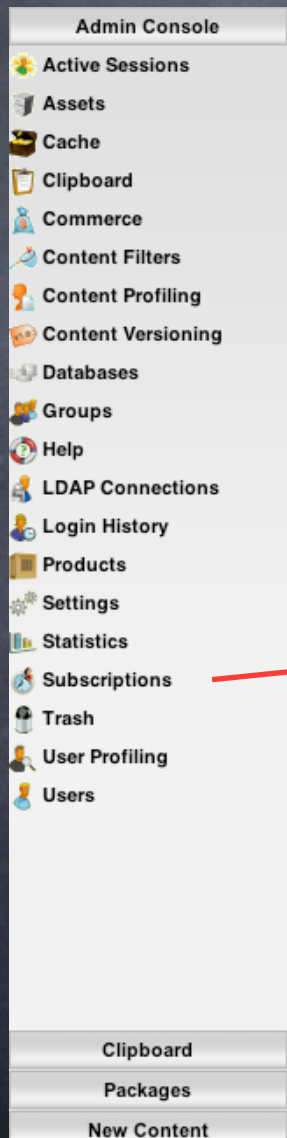 Admin Console
Active Sessions
Assets
Cache
Clipboard
Commerce
Content Filters
Content Profiling
Content Versioning
Databases
Groups
Help
LDAP Connections
Login History
Products
Settings
Statistics
Subscriptions
Trash
User Profiling
Users
Clipboard
Packages
New Content